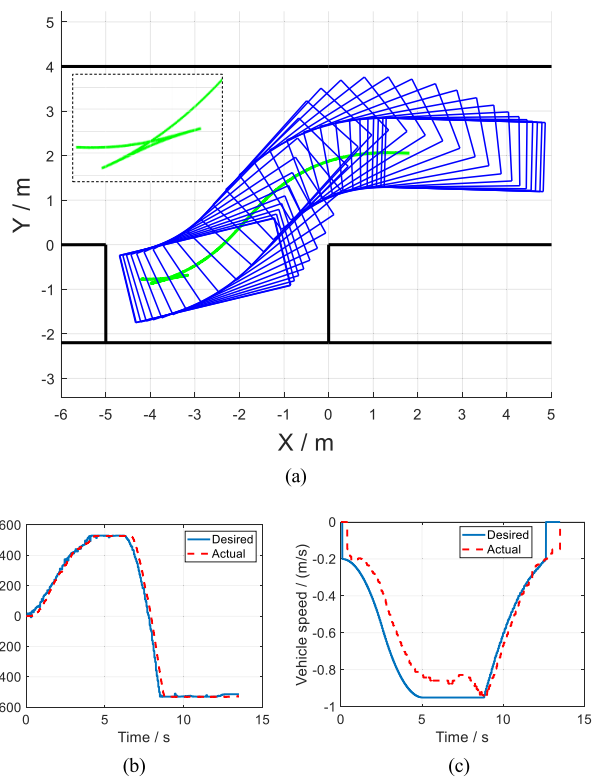 5
4
3
2
1
0
-1
-2
-3
Y / m
-6 -5 -4 -3 -2 -1 0 1 2 3 4 5
X / m
(a)
600
400
200
0
200
400
600
Desired
Actual
0 5 10 15
Time / s
(b)
0
-0.2
-0.4
-0.6
-0.8
-1
Vehicle speed / (m/s)
Desired
Actual
0 5 10 15
Time / s
(c)